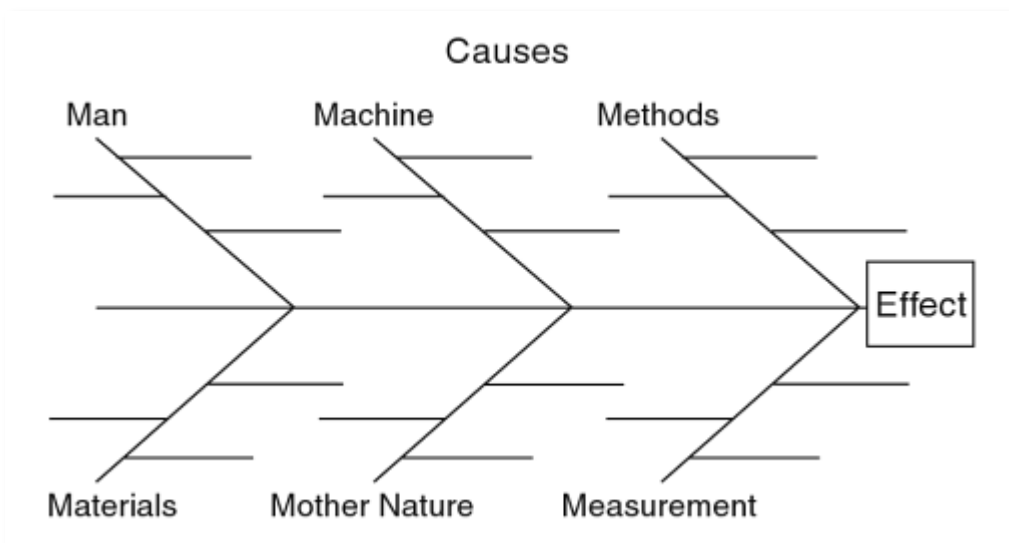 Causes
Man
Machine
Methods
Effect
Materials
Mother Nature
Measurement